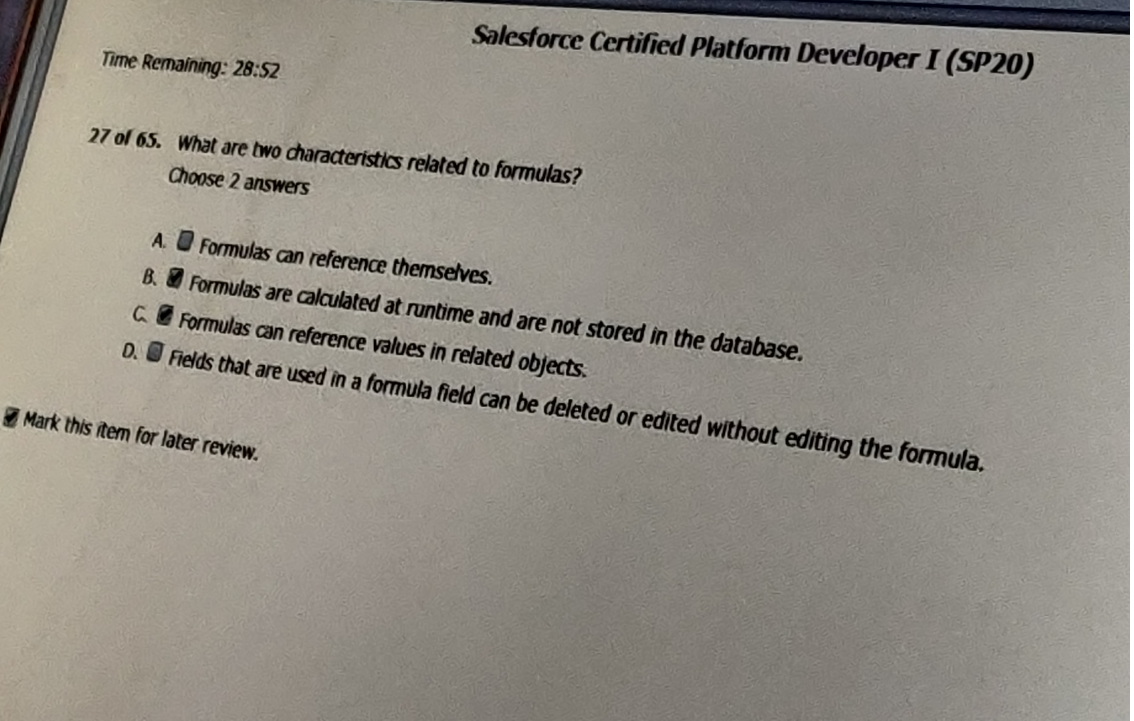 Salesforce Certified Platform Developer I (SP20)
Time Remaining: 28:52
27 of 65. What are two characteristics related to formulas?
Choose 2 answers
A. Formulas can reference themselves.
B. Formulas are calculated at runtime and are not stored in the database.
C. Formulas can reference values in related objects.
D. Fields that are used in a formula field can be deleted or edited without editing the formula.
Mark this item for later review.